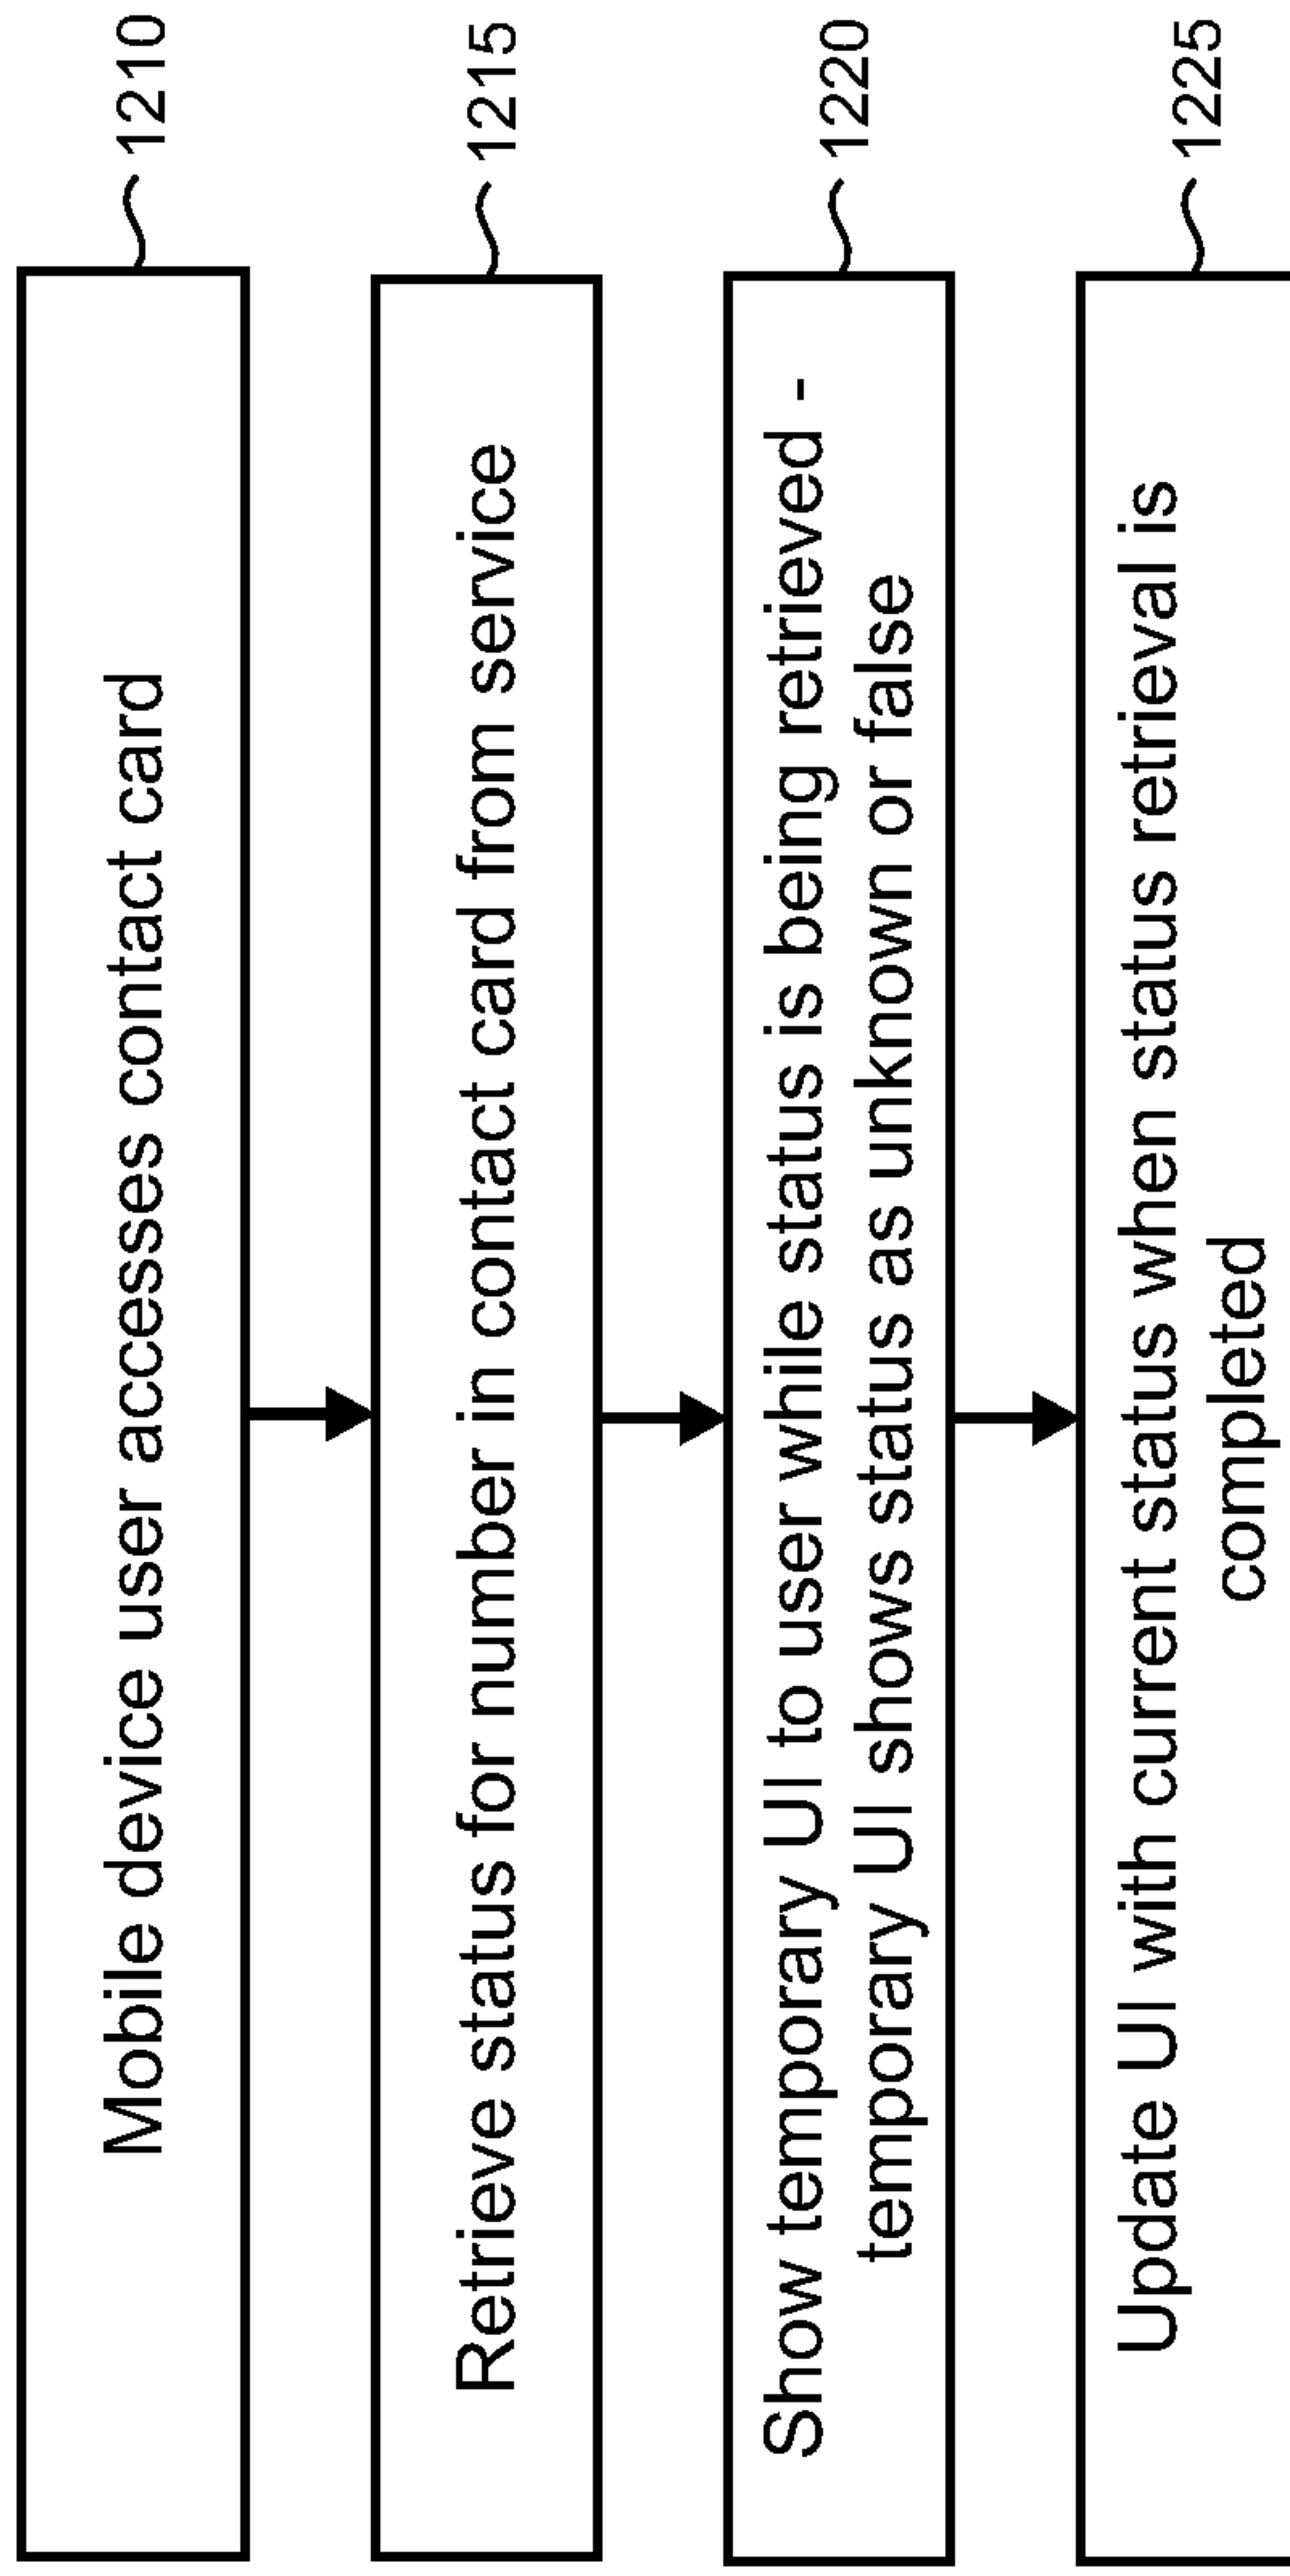 Mobile device user accesses contact card
1210
Retrieve status for number in contact card from service
1215
Show temporary UI to user while status is being retrieved -
temporary UI shows status as unknown or false
1220
Update UI with current status when status retrieval is
completed
1225